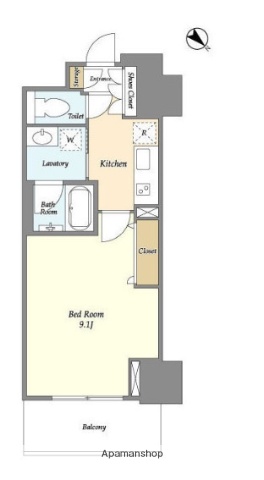 Storage
Entrance
Shoes Closet
Toilet
W
R
Lavatory
Kitchen
Bath
Room
Closet
Bed Room
9.1J
Balcony
Apamanshop